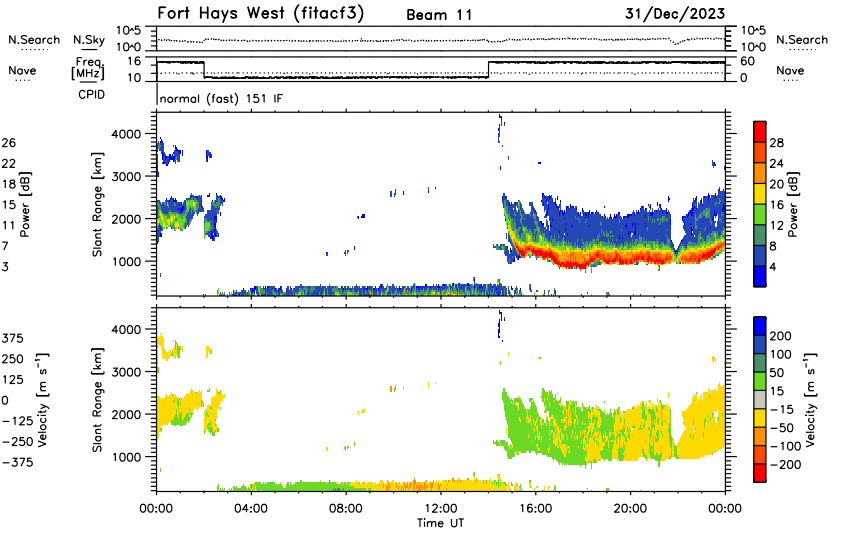 Fort Hays West (fitacf3) Beam 11 31/Dec/2023
N.Search N.Sky 10^5 10^5 N.Search
10^0 10^0
Nave Freq. 16 60 Nave
[MHz] 10 0
CPID normal (fast) 151 IF
Power [dB] 26 22 18 15 11 7 3
Slant Range [km] 4000 3000 2000 1000
28 24 20 16 12 8 4 Power [dB]
Velocity [m s⁻¹] 375 250 125 0 −125 −250 −375
Slant Range [km] 4000 3000 2000 1000
200 100 50 15 −15 −50 −100 −200 Velocity [m s⁻¹]
00:00 04:00 08:00 12:00 16:00 20:00 00:00
Time UT